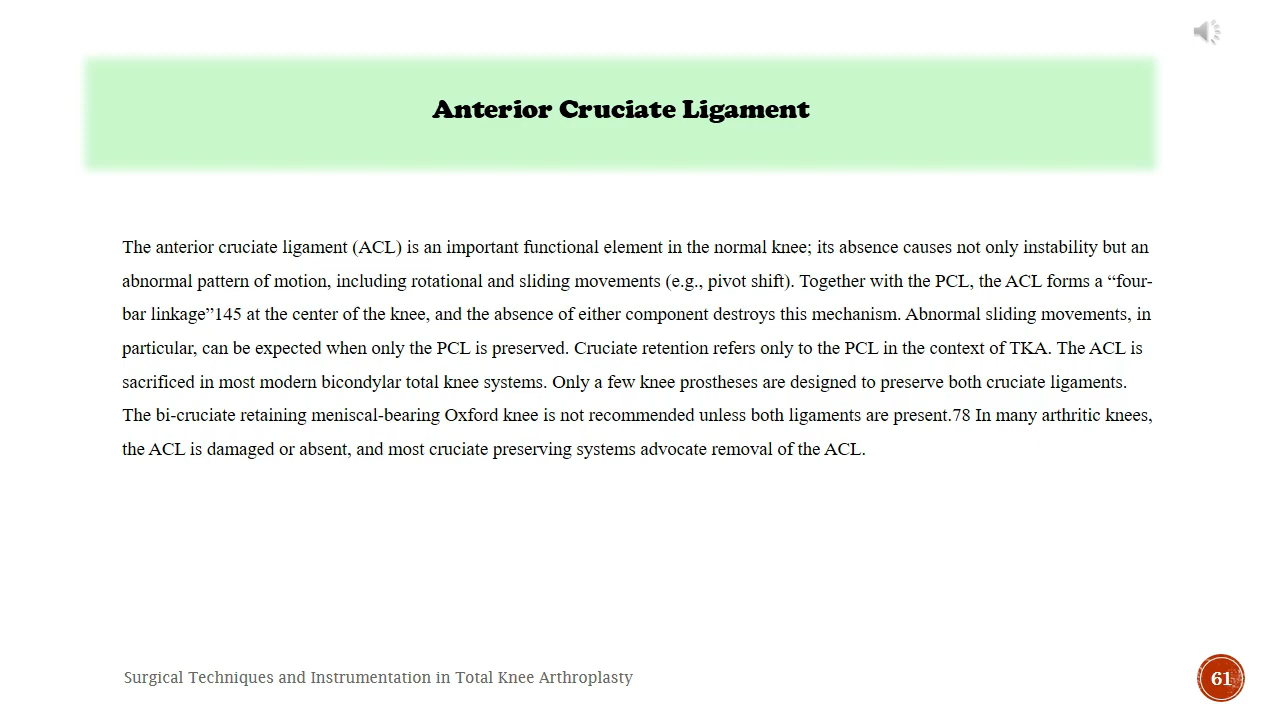 Anterior Cruciate Ligament
The anterior cruciate ligament (ACL) is an important functional element in the normal knee; its absence causes not only instability but an
abnormal pattern of motion, including rotational and sliding movements (e.g., pivot shift). Together with the PCL, the ACL forms a “four-
bar linkage”145 at the center of the knee, and the absence of either component destroys this mechanism. Abnormal sliding movements, in
particular, can be expected when only the PCL is preserved. Cruciate retention refers only to the PCL in the context of TKA. The ACL is
sacrificed in most modern bicondylar total knee systems. Only a few knee prostheses are designed to preserve both cruciate ligaments.
The bi-cruciate retaining meniscal-bearing Oxford knee is not recommended unless both ligaments are present.78 In many arthritic knees,
the ACL is damaged or absent, and most cruciate preserving systems advocate removal of the ACL.
Surgical Techniques and Instrumentation in Total Knee Arthroplasty
61